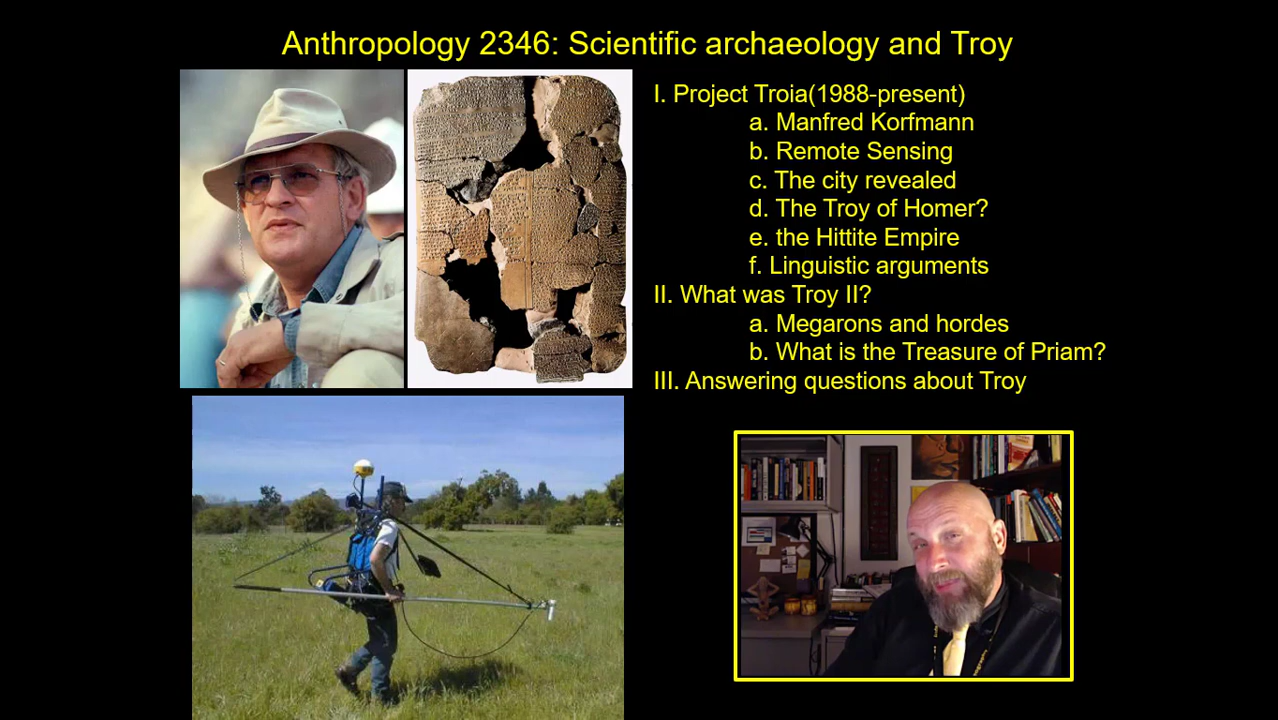 Anthropology 2346: Scientific archaeology and Troy
I. Project Troia(1988-present)
a. Manfred Korfmann
b. Remote Sensing
c. The city revealed
d. The Troy of Homer?
e. the Hittite Empire
f. Linguistic arguments
II. What was Troy II?
a. Megarons and hordes
b. What is the Treasure of Priam?
III. Answering questions about Troy